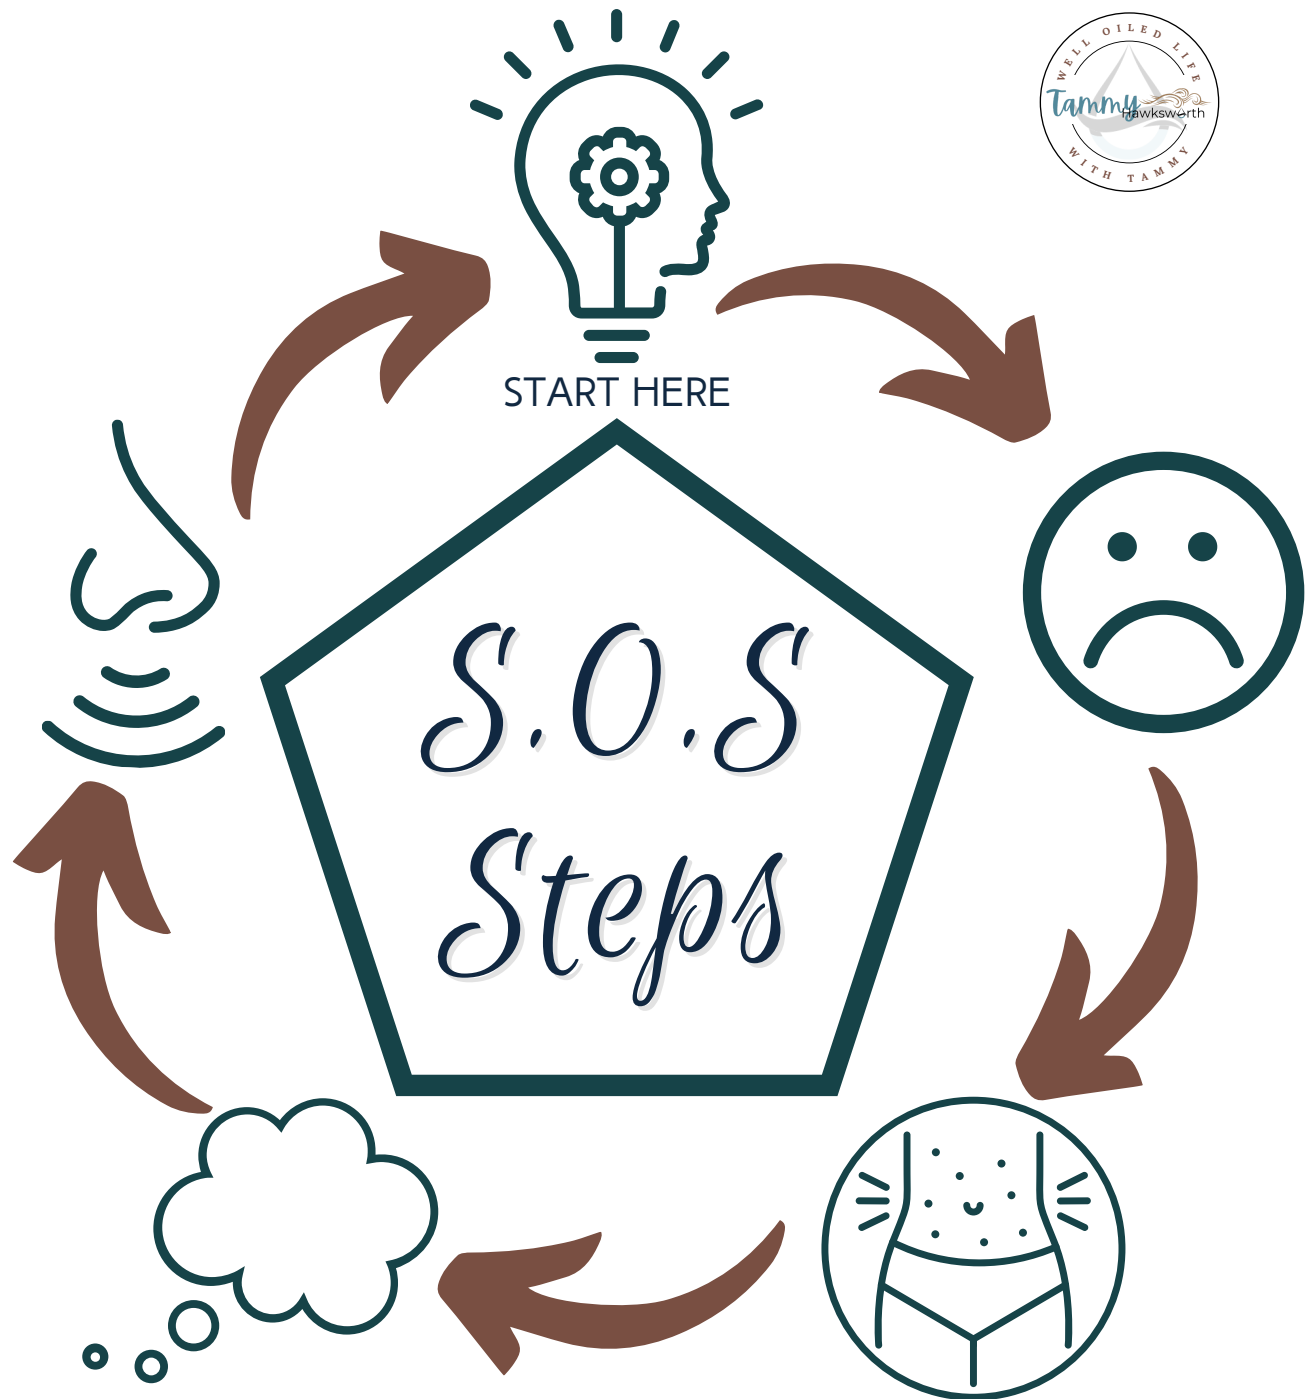 WELL OILED LIFE
Tammy
Hawksworth
WITH TAMMY
START HERE
S.O.S
Steps